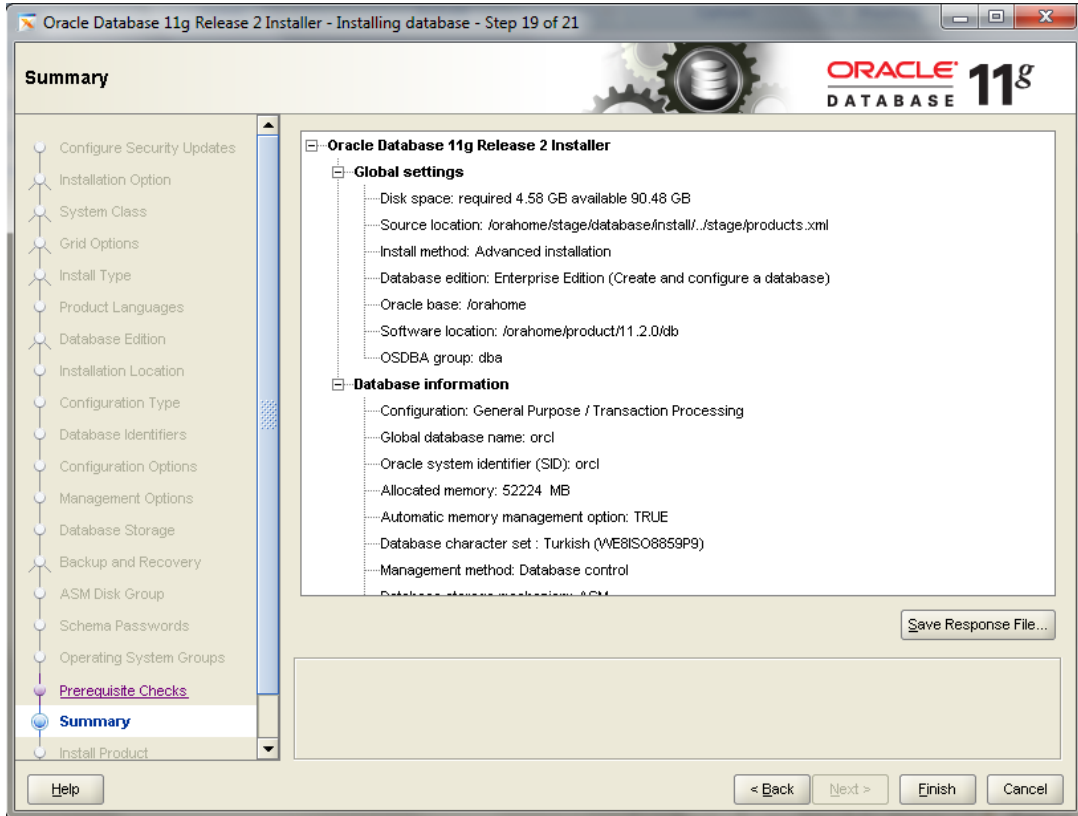 Oracle Database 11g Release 2 Installer - Installing database - Step 19 of 21
Summary
ORACLE
DATABASE
11g
Configure Security Updates
Installation Option
System Class
Grid Options
Install Type
Product Languages
Database Edition
Installation Location
Configuration Type
Database Identifiers
Configuration Options
Management Options
Database Storage
Backup and Recovery
ASM Disk Group
Schema Passwords
Operating System Groups
Prerequisite Checks
Summary
Install Product
Oracle Database 11g Release 2 Installer
Global settings
Disk space: required 4.58 GB available 90.48 GB
Source location: /orahome/stage/database/install/../stage/products.xml
Install method: Advanced installation
Database edition: Enterprise Edition (Create and configure a database)
Oracle base: /orahome
Software location: /orahome/product/11.2.0/db
OSDBA group: dba
Database information
Configuration: General Purpose / Transaction Processing
Global database name: orcl
Oracle system identifier (SID): orcl
Allocated memory: 52224 MB
Automatic memory management option: TRUE
Database character set : Turkish (WE8ISO8859P9)
Management method: Database control
Database storage mechanism: ASM
Save Response File...
Help
< Back
Next >
Finish
Cancel